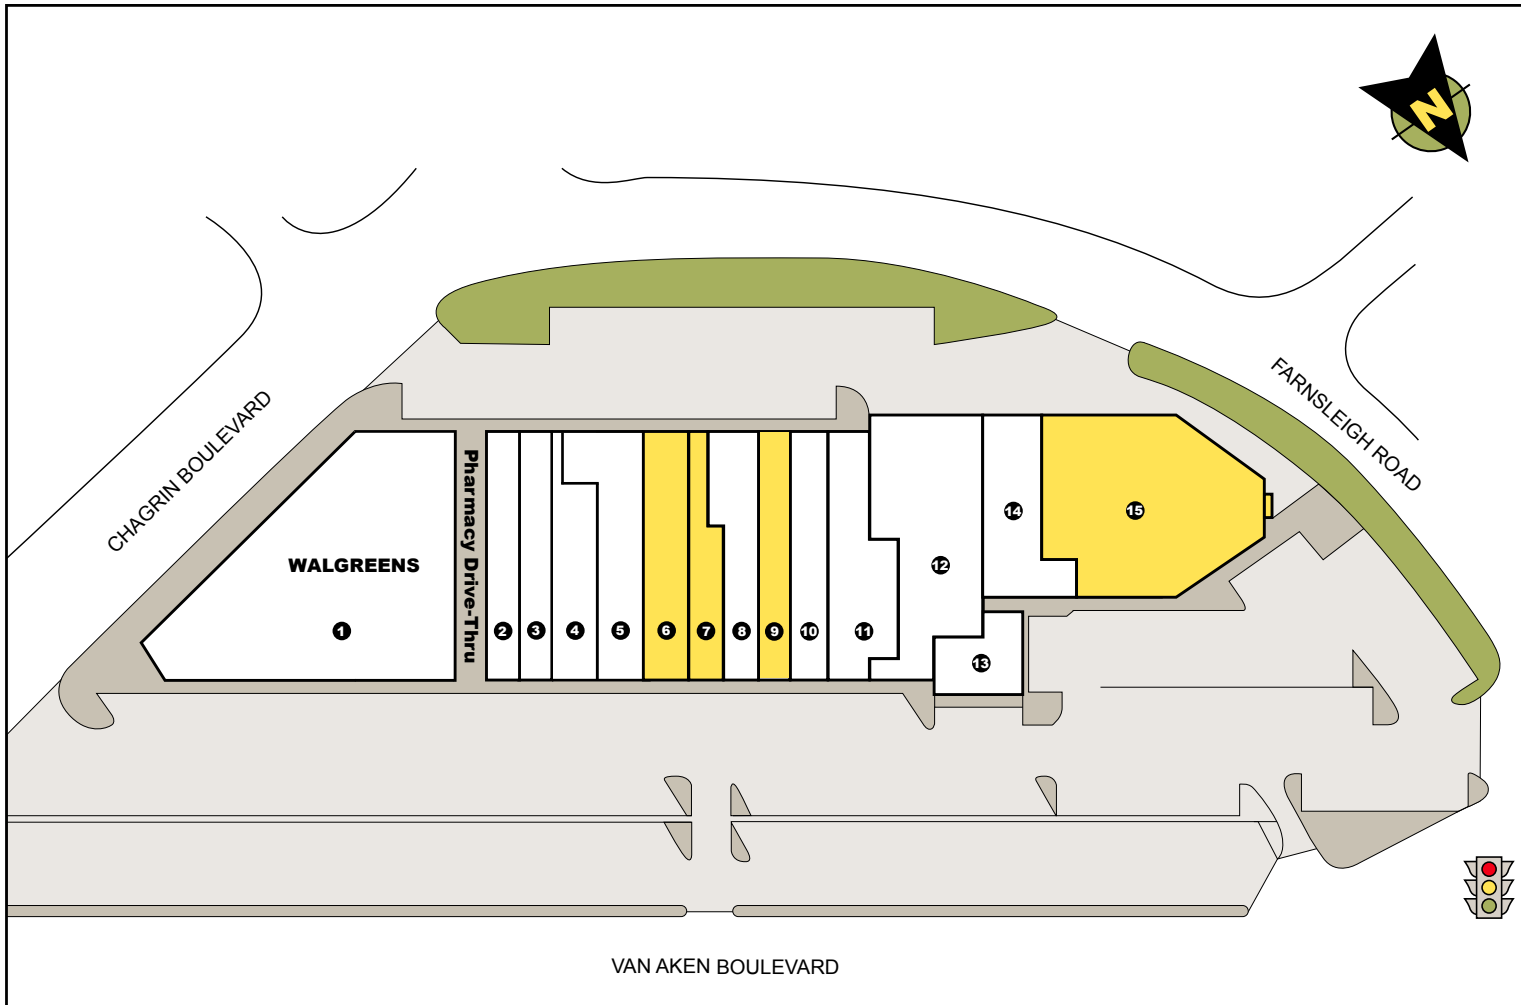 N
CHAGRIN BOULEVARD
FARNSLEIGH ROAD
WALGREENS
Pharmacy Drive-Thru
1
2
3
4
5
6
7
8
9
10
11
12
13
14
15
VAN AKEN BOULEVARD